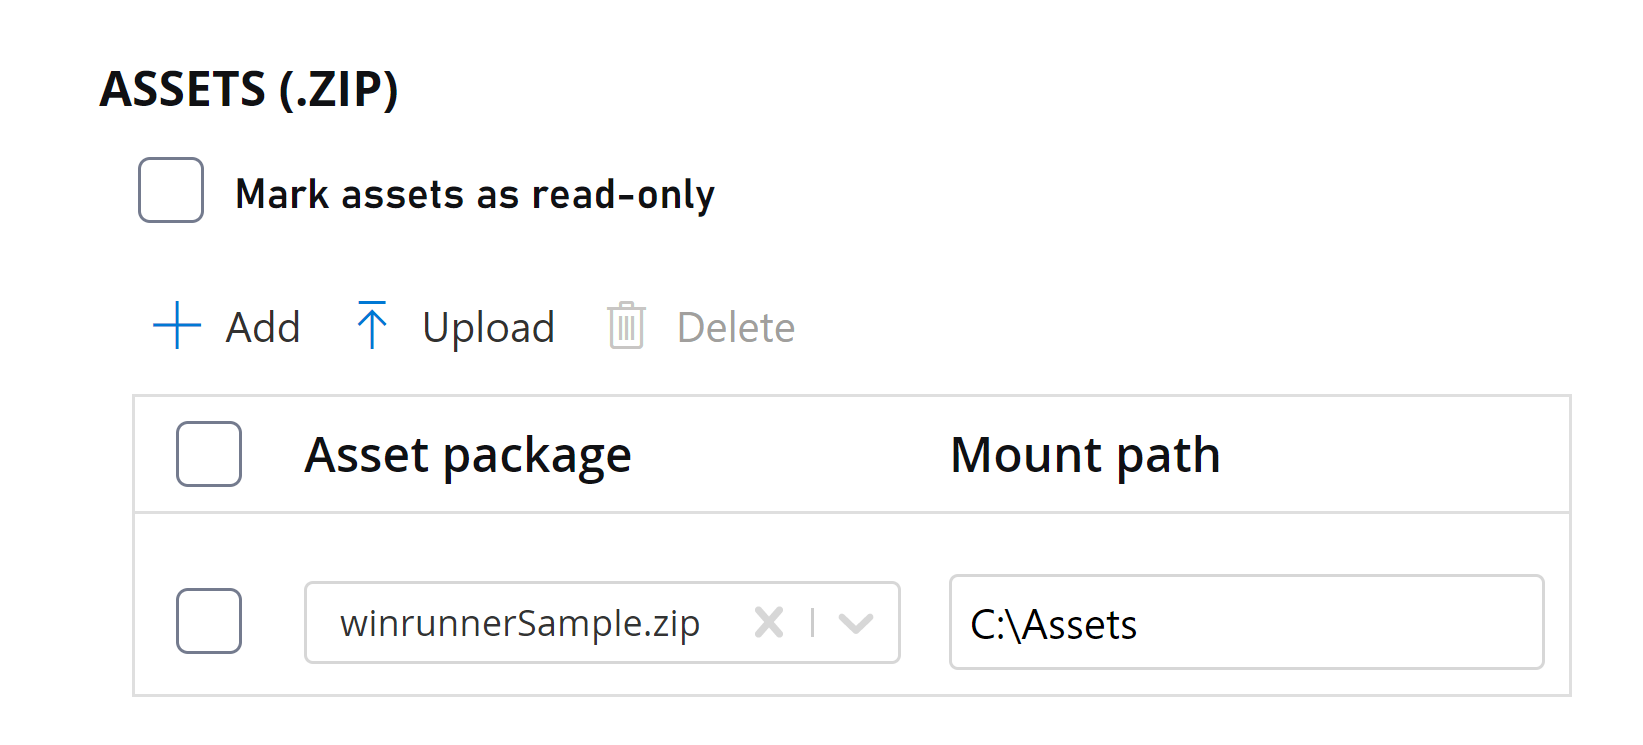 ASSETS (.ZIP)
Mark assets as read-only
Add Upload Delete
Asset package Mount path
winrunnerSample.zip C:\Assets